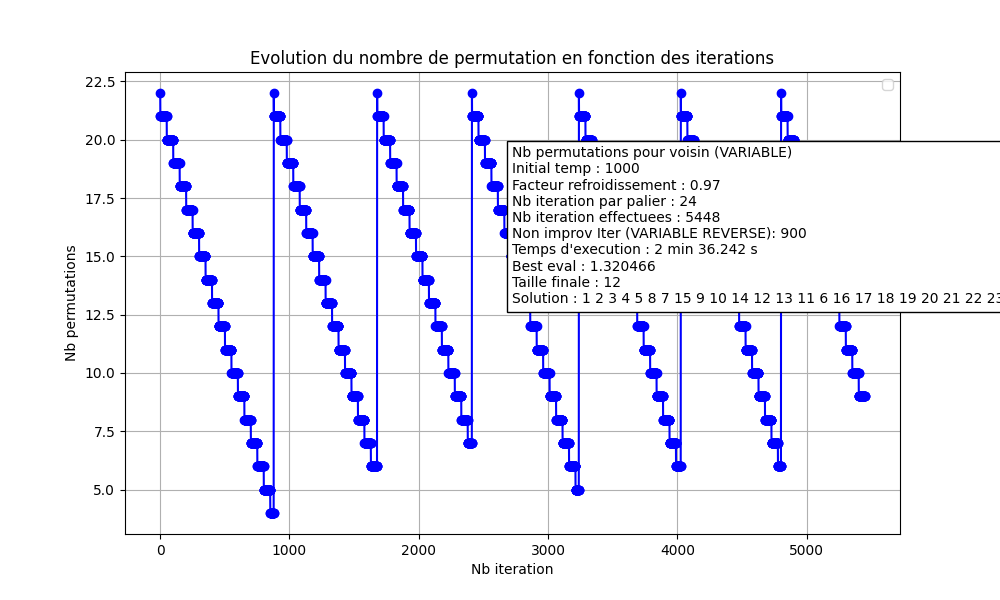 Evolution du nombre de permutation en fonction des iterations
22.5
20.0
17.5
15.0
12.5
10.0
7.5
5.0
Nb permutations
Nb permutations pour voisin (VARIABLE)
Initial temp : 1000
Facteur refroidissement : 0.97
Nb iteration par palier : 24
Nb iteration effectuees : 5448
Non improv Iter (VARIABLE REVERSE): 900
Temps d'execution : 2 min 36.242 s
Best eval : 1.320466
Taille finale : 12
Solution : 1 2 3 4 5 8 7 15 9 10 14 12 13 11 6 16 17 18 19 20 21 22 23
0 1000 2000 3000 4000 5000
Nb iteration